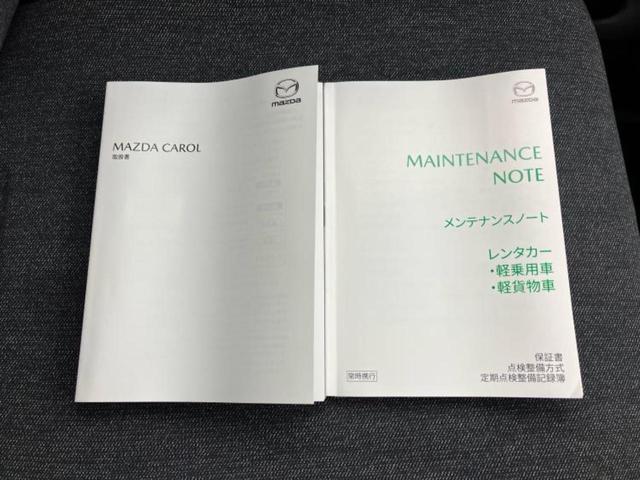 mazda
MAZDA CAROL
取扱書
mazda
MAINTENANCE
NOTE
メンテナンスノート
レンタカー
・軽乗用車
・軽貨物車
保証書
点検整備方式
定期点検整備記録簿
常時携行